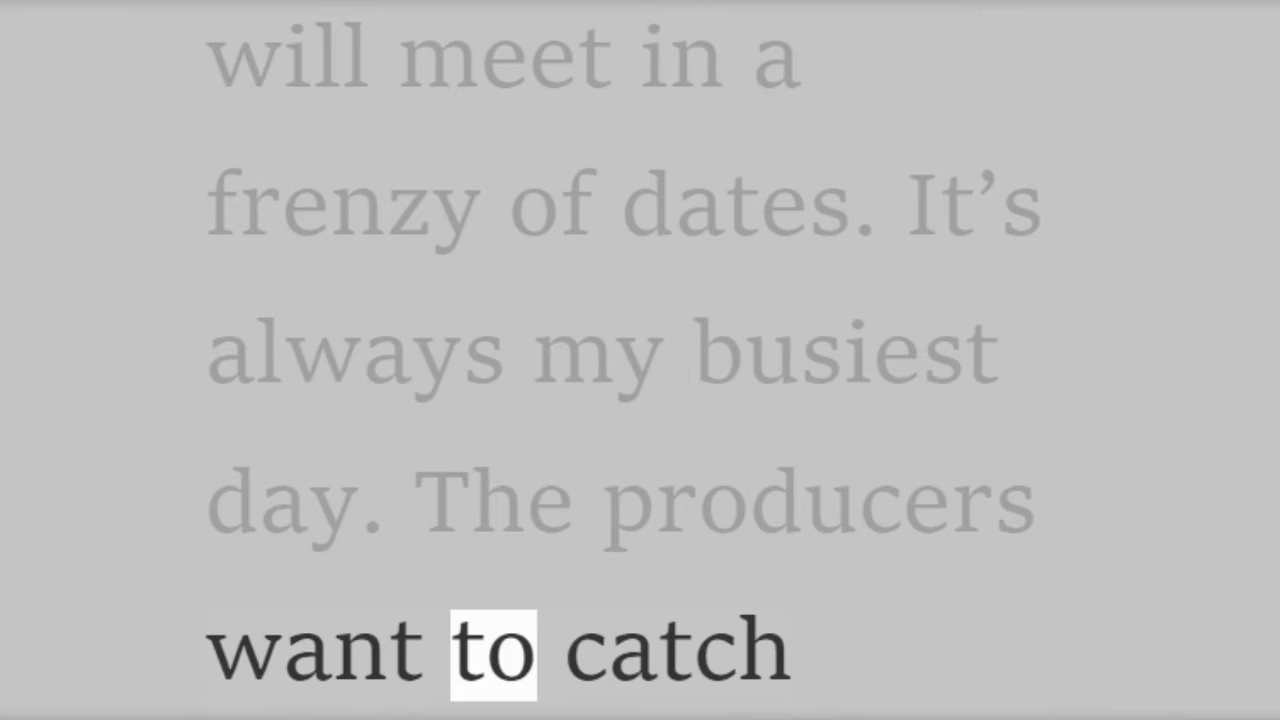 will meet in a
frenzy of dates. It’s
always my busiest
day. The producers
want to catch